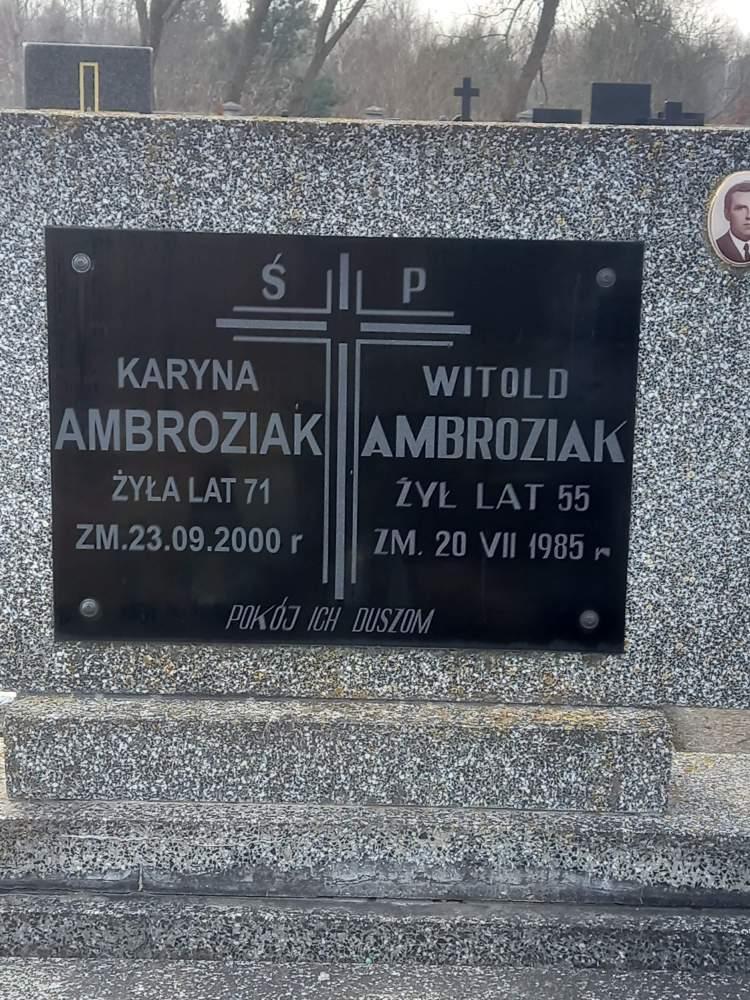 Ś P
KARYNA
AMBROZIAK
ŻYŁA LAT 71
ZM.23.09.2000 r
WITOLD
AMBROZIAK
ŻYŁ LAT 55
ZM. 20 VII 1985 r
POKÓJ ICH DUSZOM